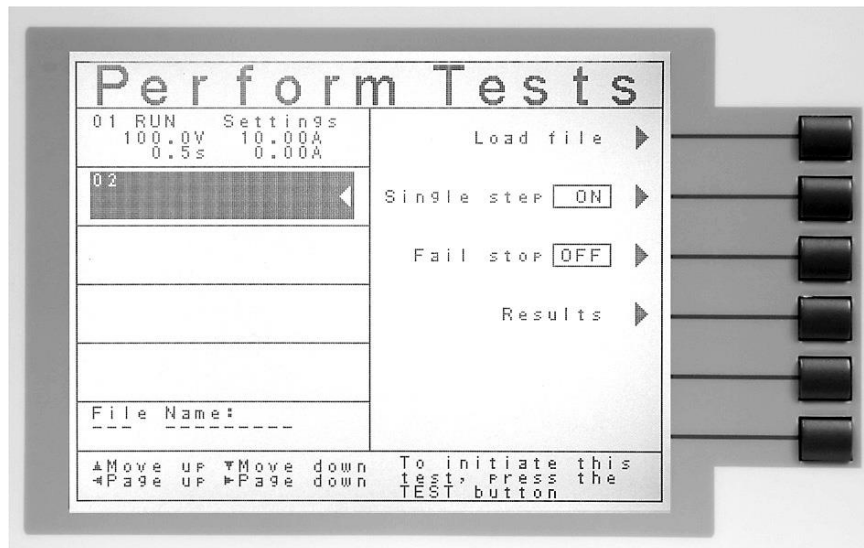 Perform Tests
01 RUN Settings
100.0V 10.00A
0.5s 0.00A
02
File Name:
--- ---------
Load file
Single step ON
Fail stop OFF
Results
▲Move up ▼Move down
◄Page up ►Page down
To initiate this
test, press the
TEST button